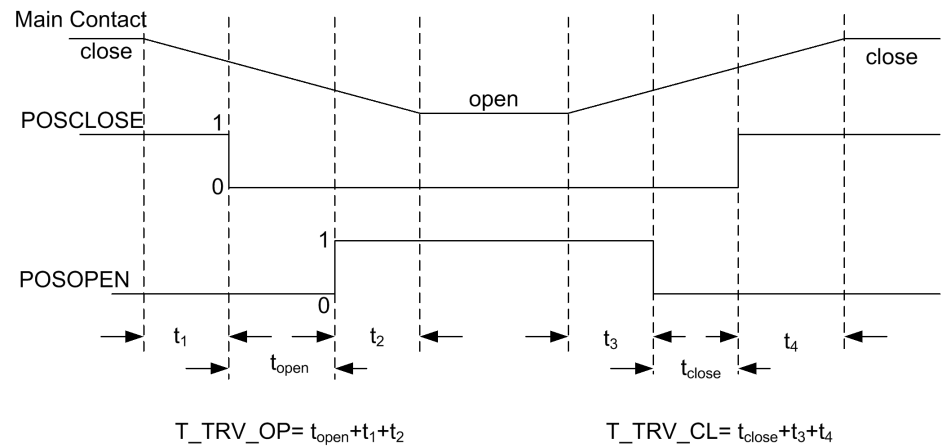 Main Contact
close
open
close
POSCLOSE
1
0
1
POSOPEN
0
t1
t2
t3
t4
topen
tclose
T_TRV_OP= topen+t1+t2
T_TRV_CL= tclose+t3+t4